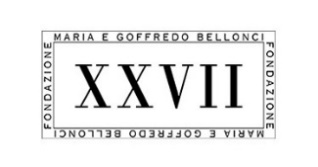 MARIA E GOFFREDO BELLONCI
FONDAZIONE
XXVII
FONDAZIONE
MARIA E GOFFREDO BELLONCI